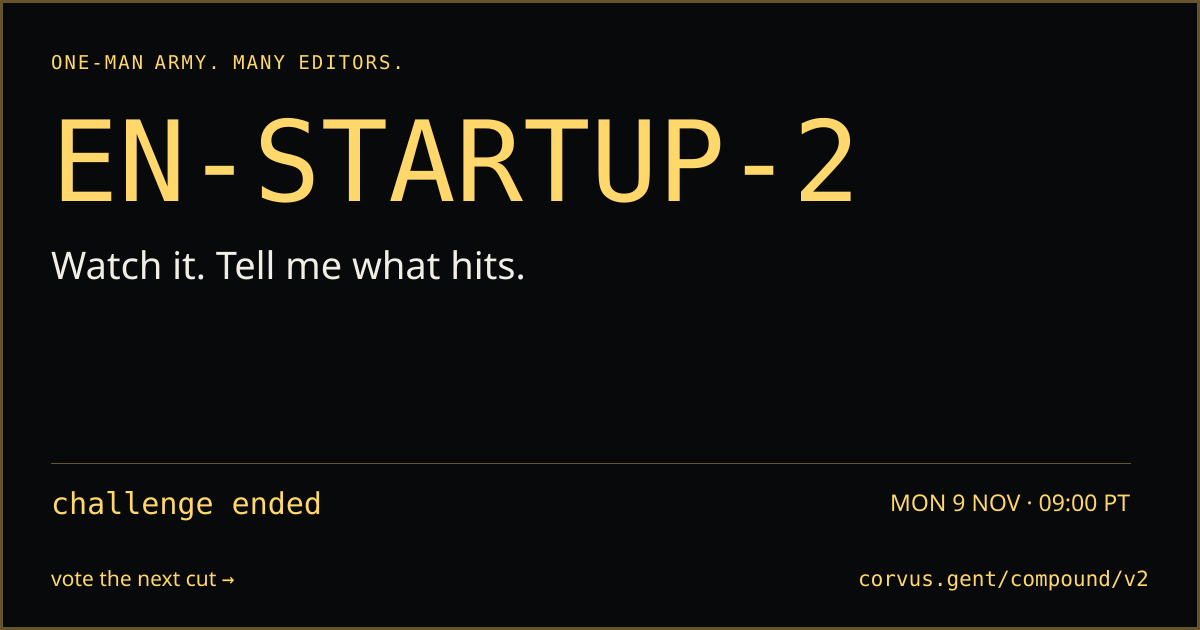 ONE-MAN ARMY. MANY EDITORS.
EN-STARTUP-2
Watch it. Tell me what hits.
challenge ended
MON 9 NOV · 09:00 PT
vote the next cut →
corvus.gent/compound/v2